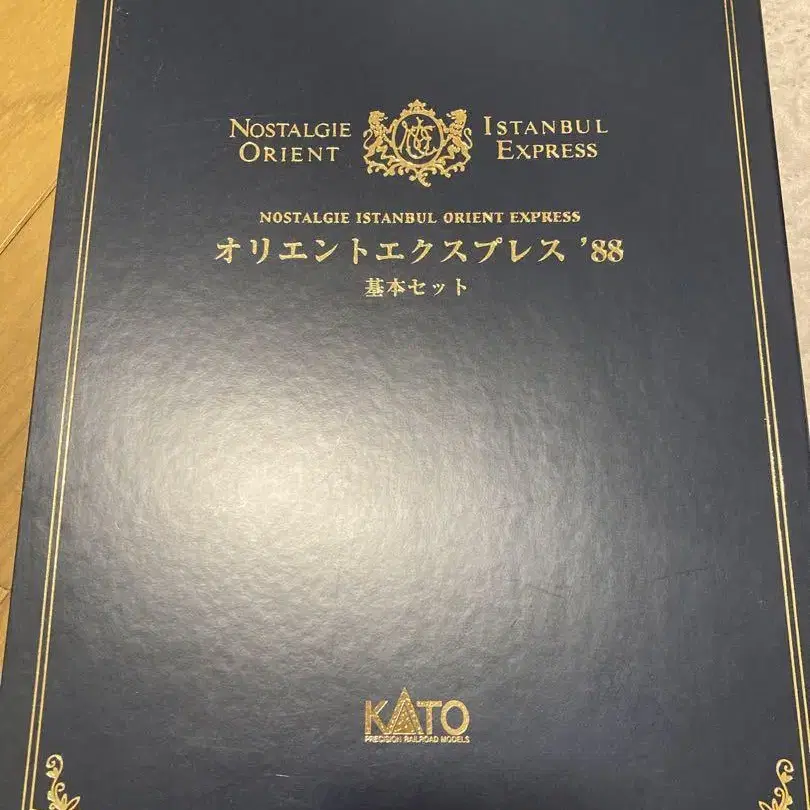 NOSTALGIE ISTANBUL
ORIENT EXPRESS
NOSTALGIE ISTANBUL ORIENT EXPRESS
オリエントエクスプレス '88
基本セット
KATO
PRECISION RAILROAD MODELS